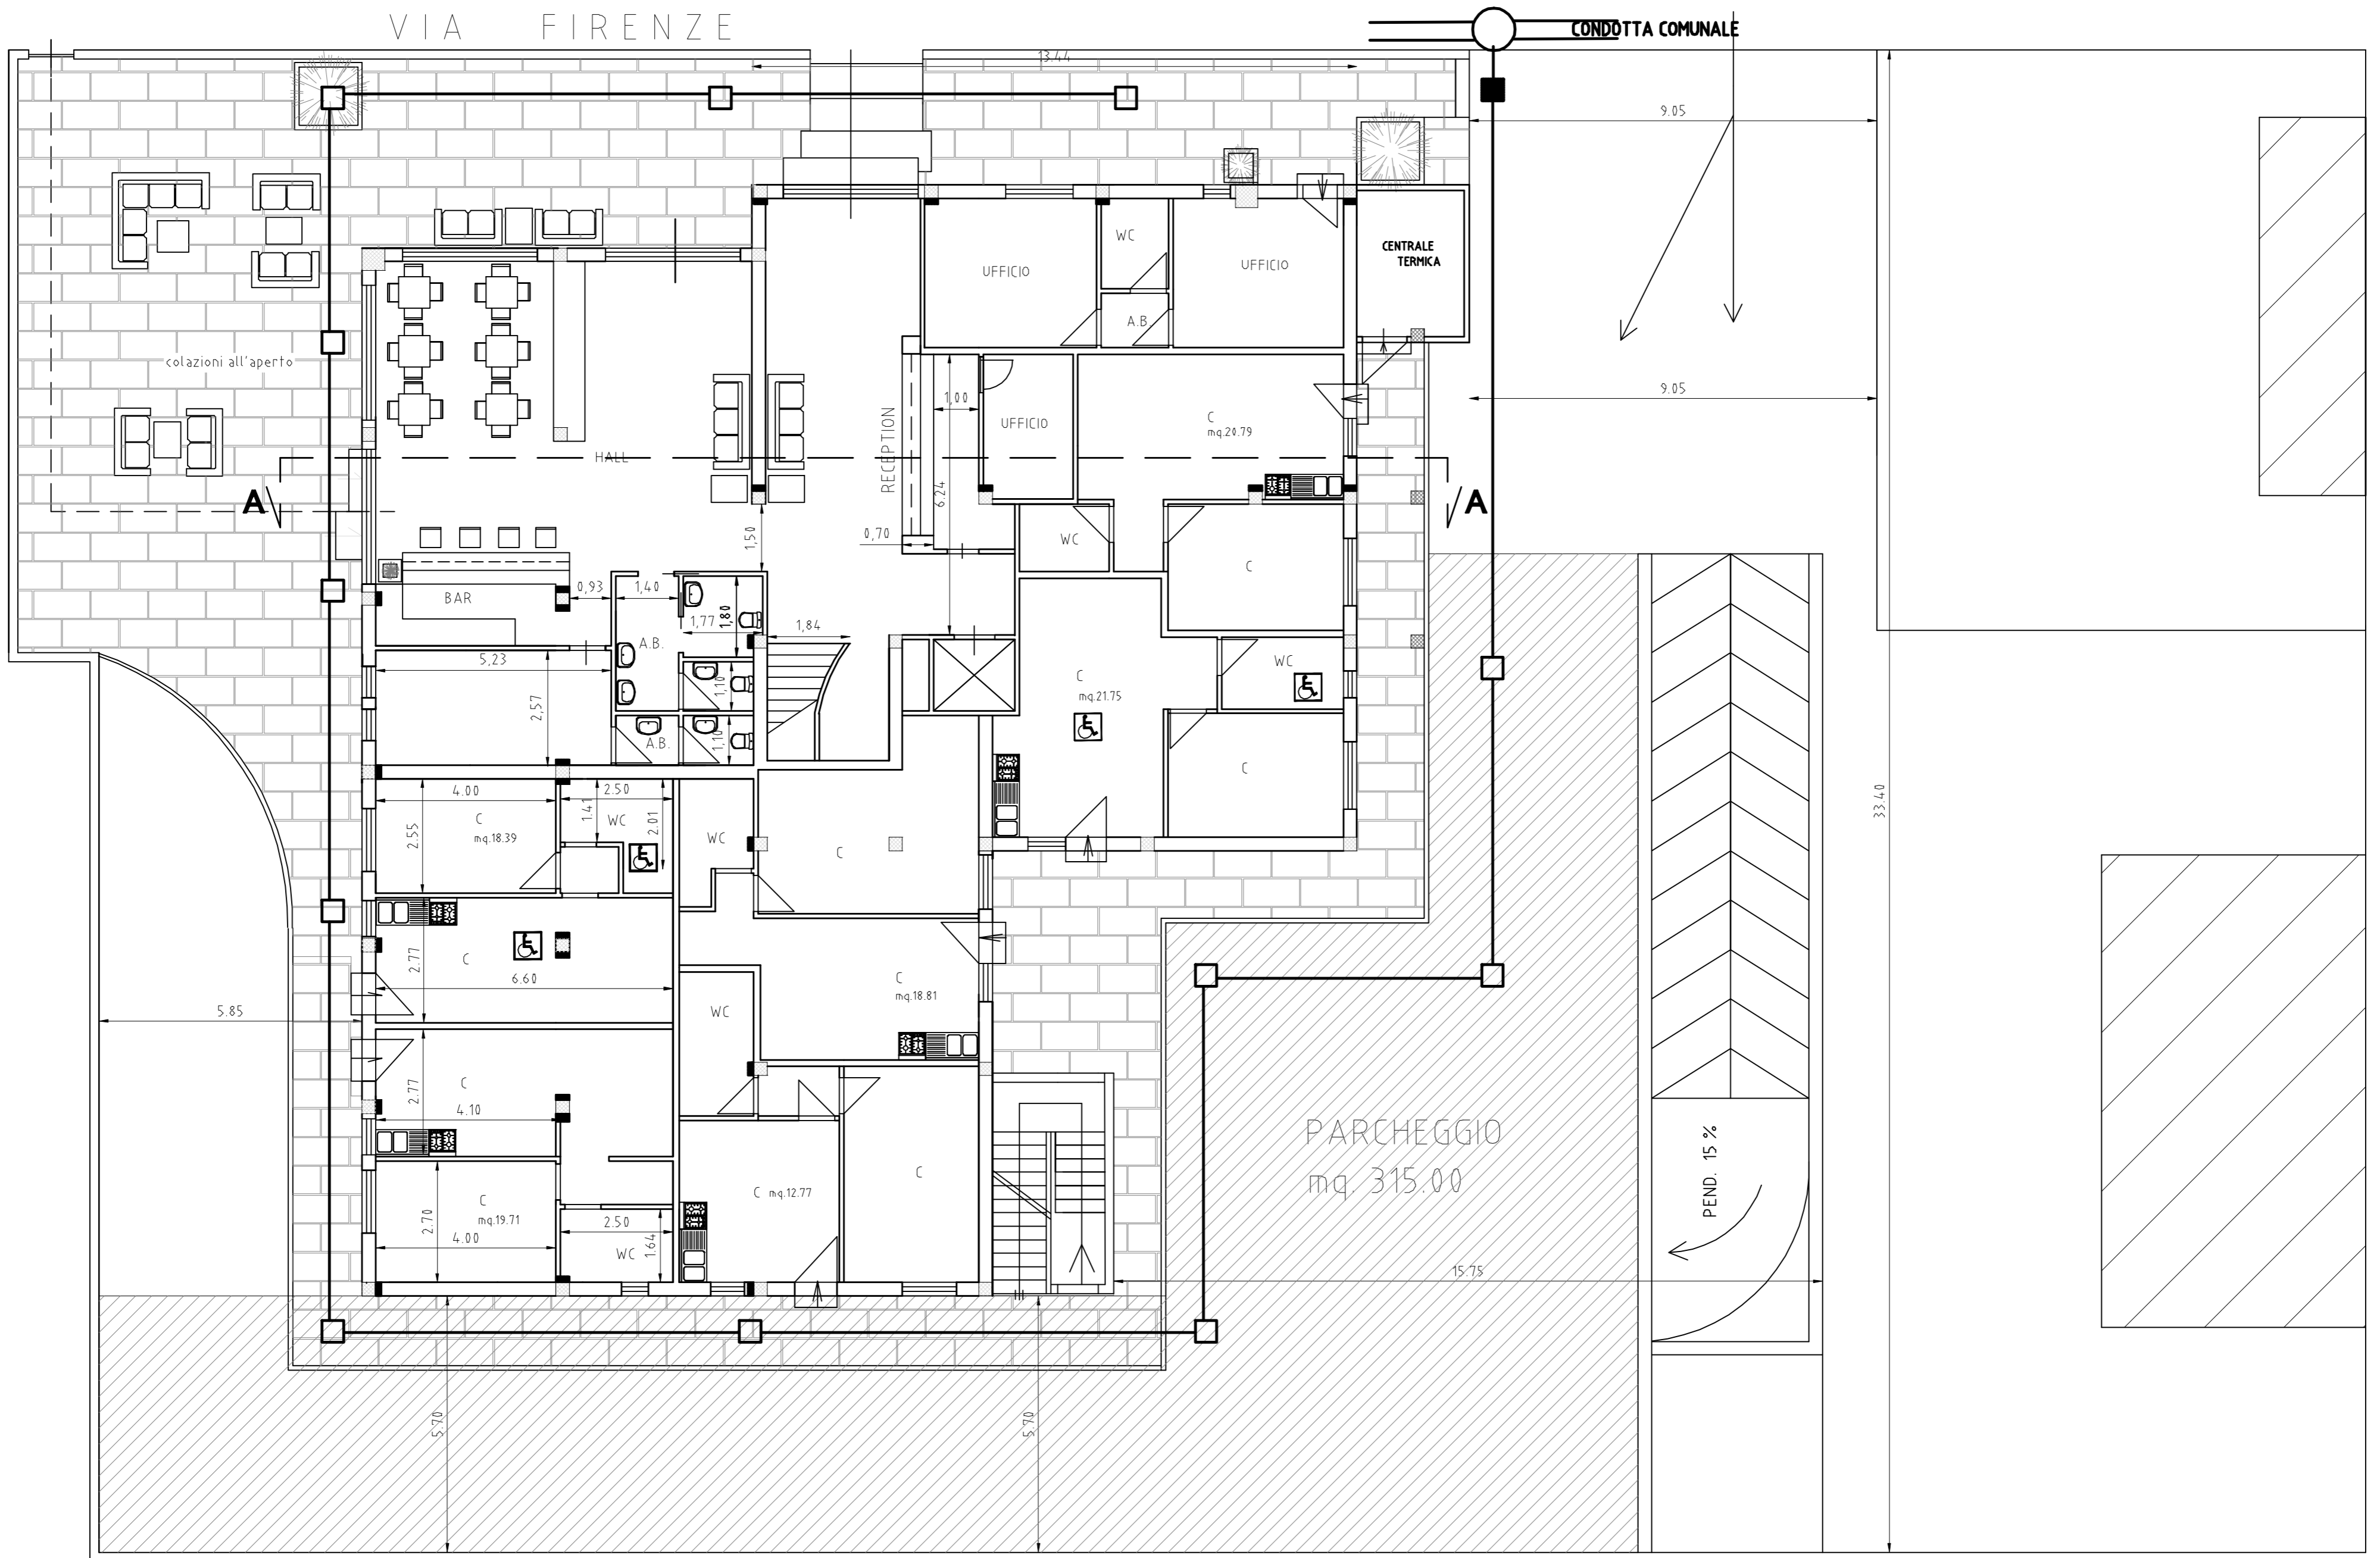 VIA FIRENZE
CONDOTTA COMUNALE
13.44
9.05
WC
UFFICIO
UFFICIO
CENTRALE
TERMICA
A.B.
colazioni all'aperto
9.05
1,00
UFFICIO
C
mq.20.79
RECEPTION
HALL
A
A
6.24
1,50
0,70
WC
C
BAR
0,93
1,40
1,77
1,80
1,84
A.B.
5,23
2,57
1,10
WC
C
mq.21.75
A.B.
1,10
C
4.00
2.50
1.41
2.01
2.55
C
mq.18.39
WC
WC
C
33.40
2.77
C
6.60
C
mq.18.81
5.85
WC
2.77
C
4.10
PARCHEGGIO
mq. 315.00
PEND. 15 %
C
C mq.12.77
C
mq.19.71
2.70
4.00
2.50
WC
1.64
15.75
5.70
5.70